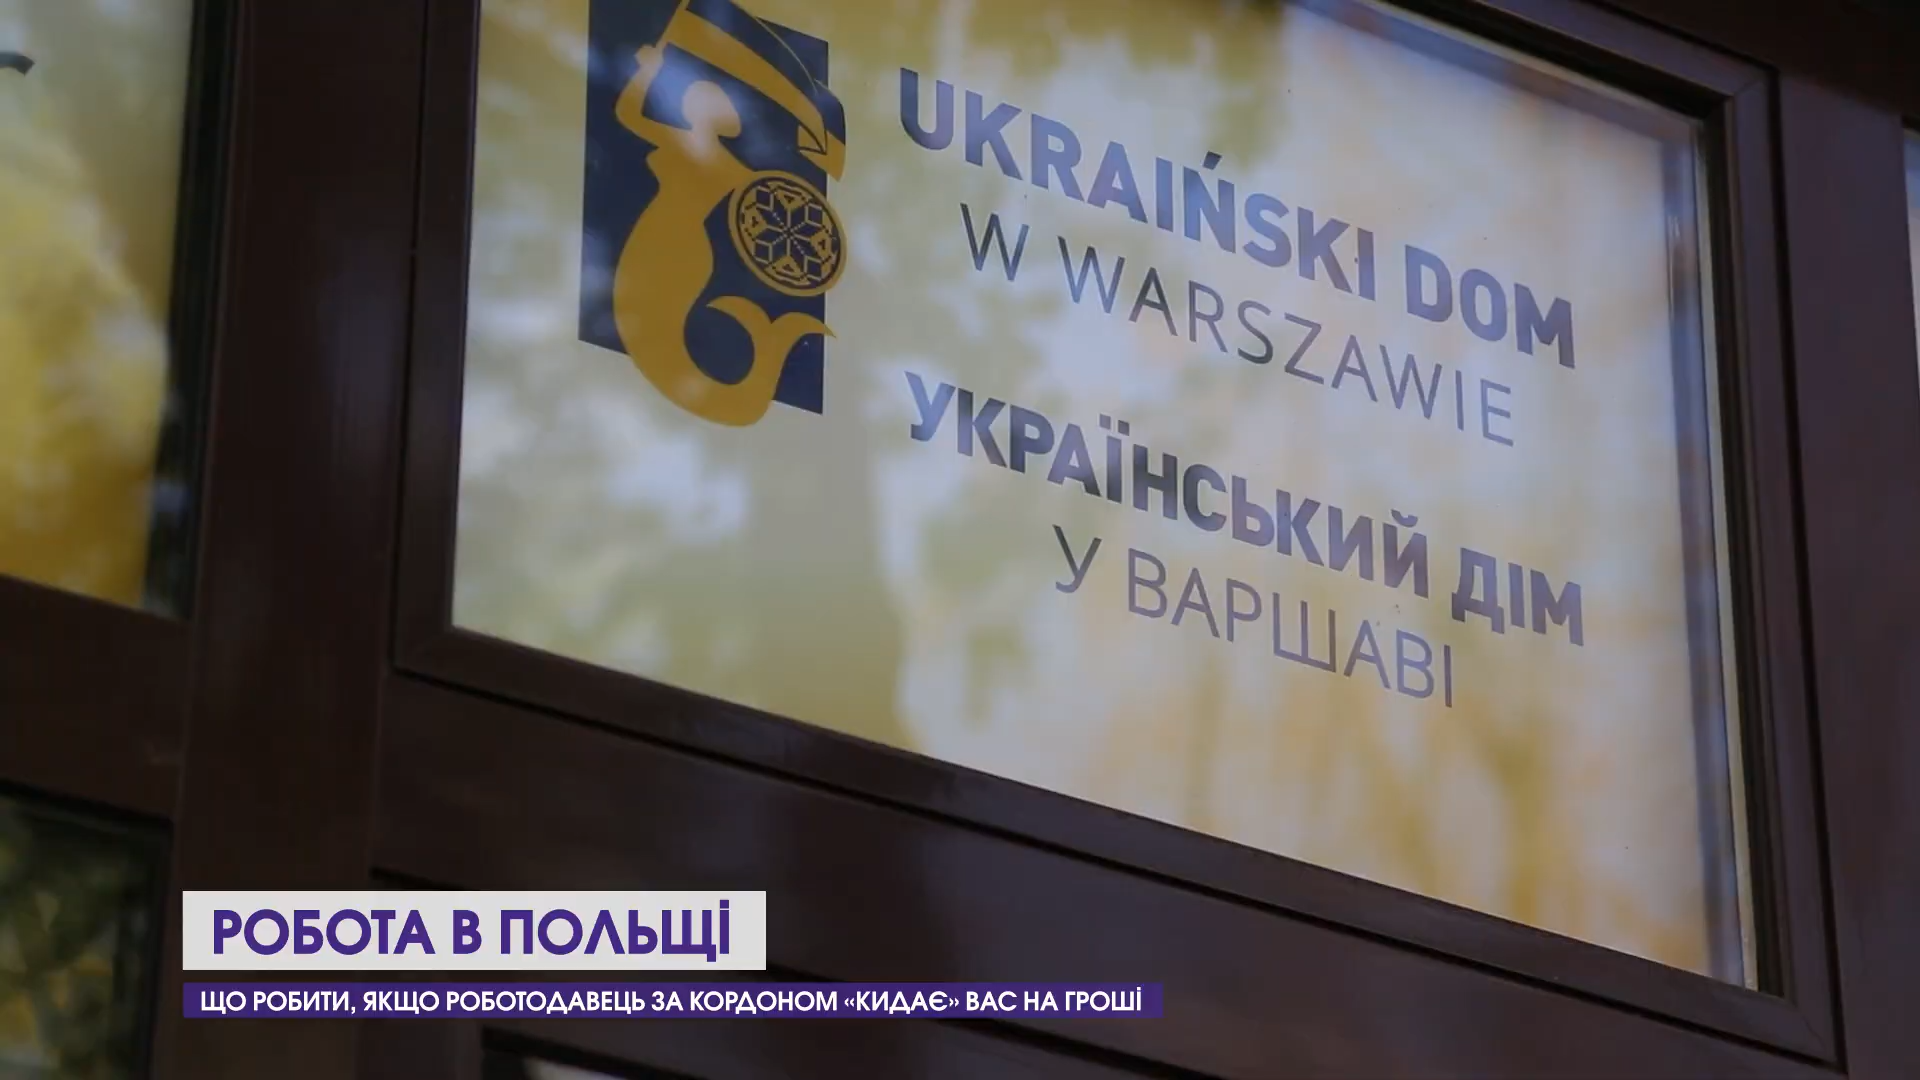 UKRAIŃSKI DOM
W WARSZAWIE
УКРАЇНСЬКИЙ ДІМ
У ВАРШАВІ
РОБОТА В ПОЛЬЩІ
ЩО РОБИТИ, ЯКЩО РОБОТОДАВЕЦЬ ЗА КОРДОНОМ «КИДАЄ» ВАС НА ГРОШІ